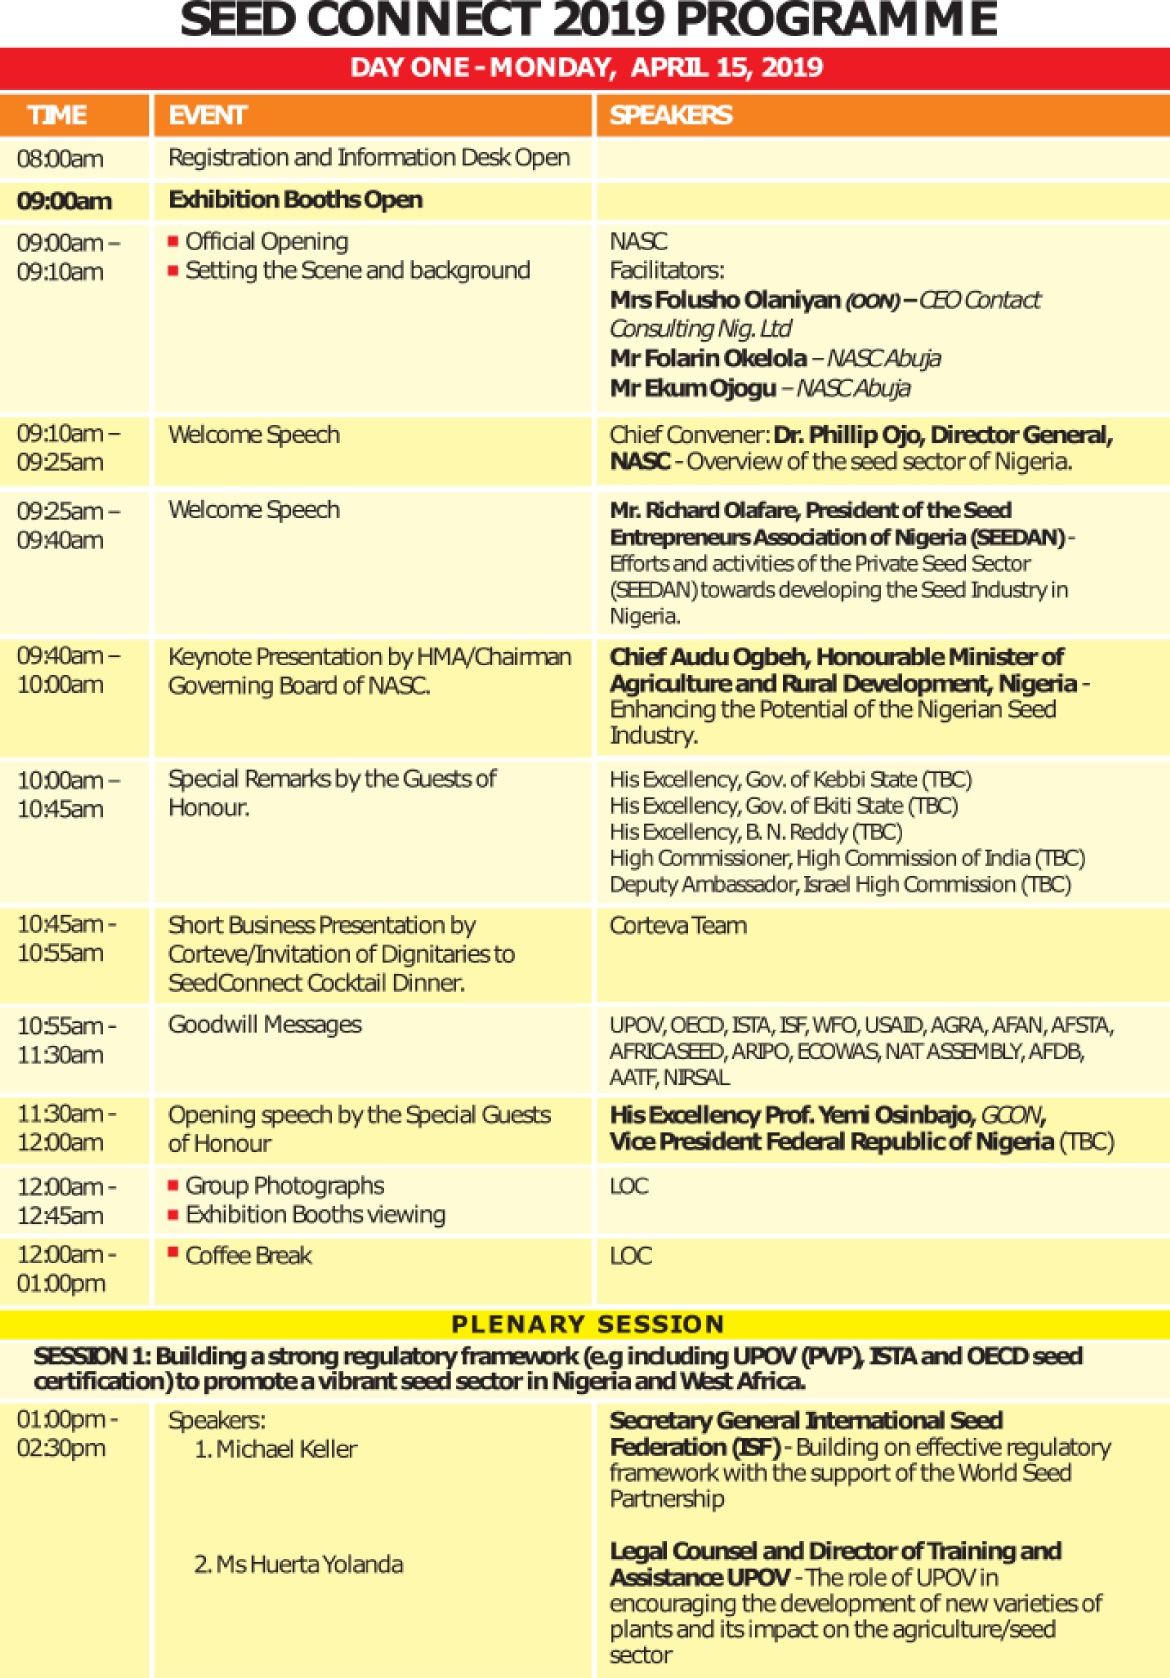 SEED CONNECT 2019 PROGRAMME
DAY ONE - MONDAY, APRIL 15, 2019
TIME EVENT SPEAKERS
08:00am Registration and Information Desk Open
09:00am Exhibition Booths Open
09:00am –
09:10am
Official Opening
Setting the Scene and background
NASC
Facilitators:
Mrs Folusho Olaniyan (OON) – CEO Contact
Consulting Nig. Ltd
Mr Folarin Okelola – NASC Abuja
Mr Ekum Ojogu – NASC Abuja
09:10am –
09:25am
Welcome Speech
Chief Convener: Dr. Phillip Ojo, Director General,
NASC - Overview of the seed sector of Nigeria.
09:25am –
09:40am
Welcome Speech
Mr. Richard Olafare, President of the Seed
Entrepreneurs Association of Nigeria (SEEDAN) -
Efforts and activities of the Private Seed Sector
(SEEDAN) towards developing the Seed Industry in
Nigeria.
09:40am –
10:00am
Keynote Presentation by HMA/Chairman
Governing Board of NASC.
Chief Audu Ogbeh, Honourable Minister of
Agriculture and Rural Development, Nigeria -
Enhancing the Potential of the Nigerian Seed
Industry.
10:00am –
10:45am
Special Remarks by the Guests of
Honour.
His Excellency, Gov. of Kebbi State (TBC)
His Excellency, Gov. of Ekiti State (TBC)
His Excellency, B. N. Reddy (TBC)
High Commissioner, High Commission of India (TBC)
Deputy Ambassador, Israel High Commission (TBC)
10:45am -
10:55am
Short Business Presentation by
Corteve/Invitation of Dignitaries to
SeedConnect Cocktail Dinner.
Corteva Team
10:55am -
11:30am
Goodwill Messages
UPOV, OECD, ISTA, ISF, WFO, USAID, AGRA, AFAN, AFSTA,
AFRICASEED, ARIPO, ECOWAS, NAT ASSEMBLY, AFDB,
AATF, NIRSAL
11:30am -
12:00am
Opening speech by the Special Guests
of Honour
His Excellency Prof. Yemi Osinbajo, GCON,
Vice President Federal Republic of Nigeria (TBC)
12:00am -
12:45am
Group Photographs
Exhibition Booths viewing
LOC
12:00am -
01:00pm
Coffee Break
LOC
PLENARY SESSION
SESSION 1: Building a strong regulatory framework (e.g including UPOV (PVP), ISTA and OECD seed
certification) to promote a vibrant seed sector in Nigeria and West Africa.
01:00pm -
02:30pm
Speakers:
1. Michael Keller
Secretary General International Seed
Federation (ISF) - Building on effective regulatory
framework with the support of the World Seed
Partnership
2. Ms Huerta Yolanda
Legal Counsel and Director of Training and
Assistance UPOV - The role of UPOV in
encouraging the development of new varieties of
plants and its impact on the agriculture/seed
sector